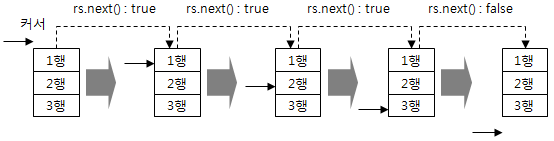 rs.next() : true
rs.next() : true
rs.next() : true
rs.next() : false
커서
1행
2행
3행
1행
2행
3행
1행
2행
3행
1행
2행
3행
1행
2행
3행